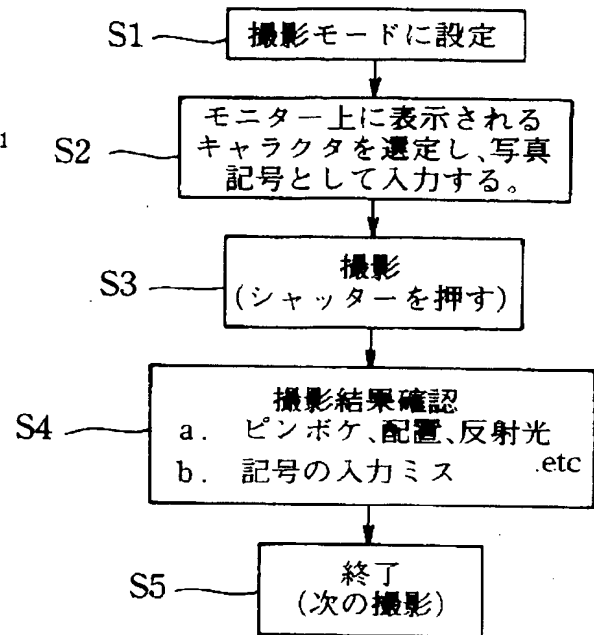 S1
撮影モードに設定
1
S2
モニター上に表示される
キャラクタを選定し、写真
記号として入力する。
S3
撮影
(シャッターを押す)
S4
撮影結果確認
a. ピンボケ、配置、反射光
b. 記号の入力ミス .etc
S5
終了
(次の撮影)